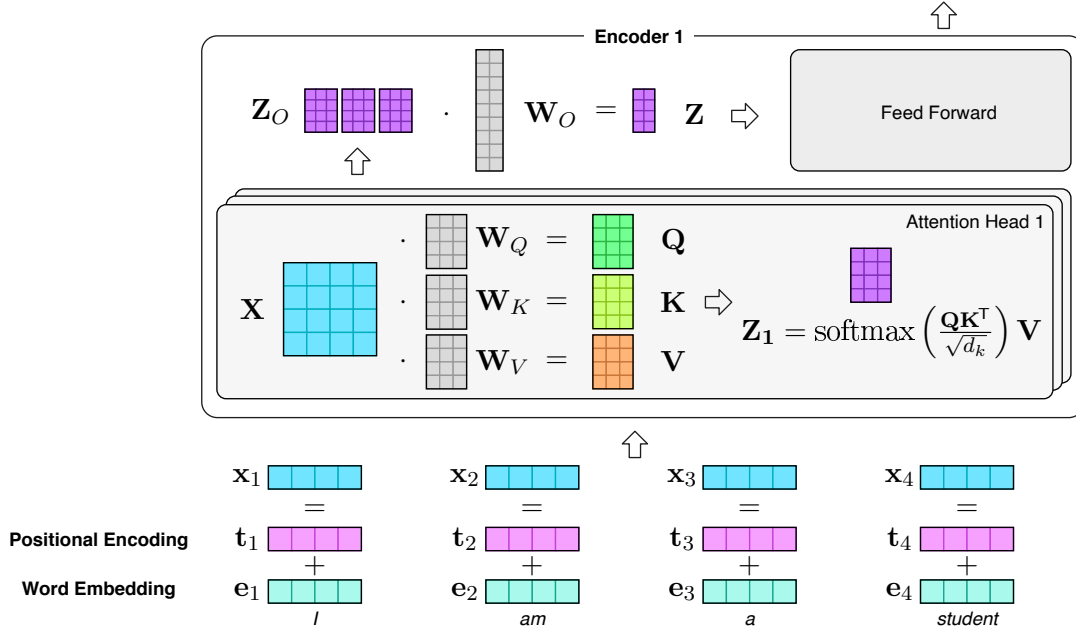 Encoder 1
Z_O · W_O = Z
Feed Forward
Attention Head 1
X
· W_Q = Q
· W_K = K
· W_V = V
Z_1 = softmax(QK^T / √d_k) V
x_1 x_2 x_3 x_4
= = = =
Positional Encoding t_1 t_2 t_3 t_4
+ + + +
Word Embedding e_1 e_2 e_3 e_4
I am a student